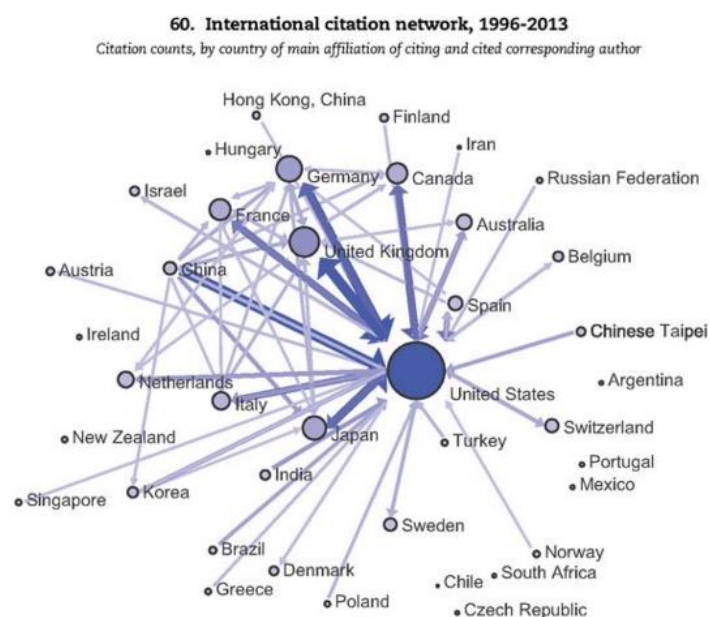 60. International citation network, 1996-2013
Citation counts, by country of main affiliation of citing and cited corresponding author
Hong Kong, China
Finland
Hungary
Iran
Germany
Canada
Russian Federation
Israel
France
Australia
United Kingdom
Belgium
China
Austria
Spain
Ireland
Chinese Taipei
Netherlands
Argentina
United States
Italy
Switzerland
New Zealand
Japan
Turkey
Portugal
India
Mexico
Korea
Singapore
Sweden
Brazil
Norway
Denmark
South Africa
Greece
Chile
Poland
Czech Republic